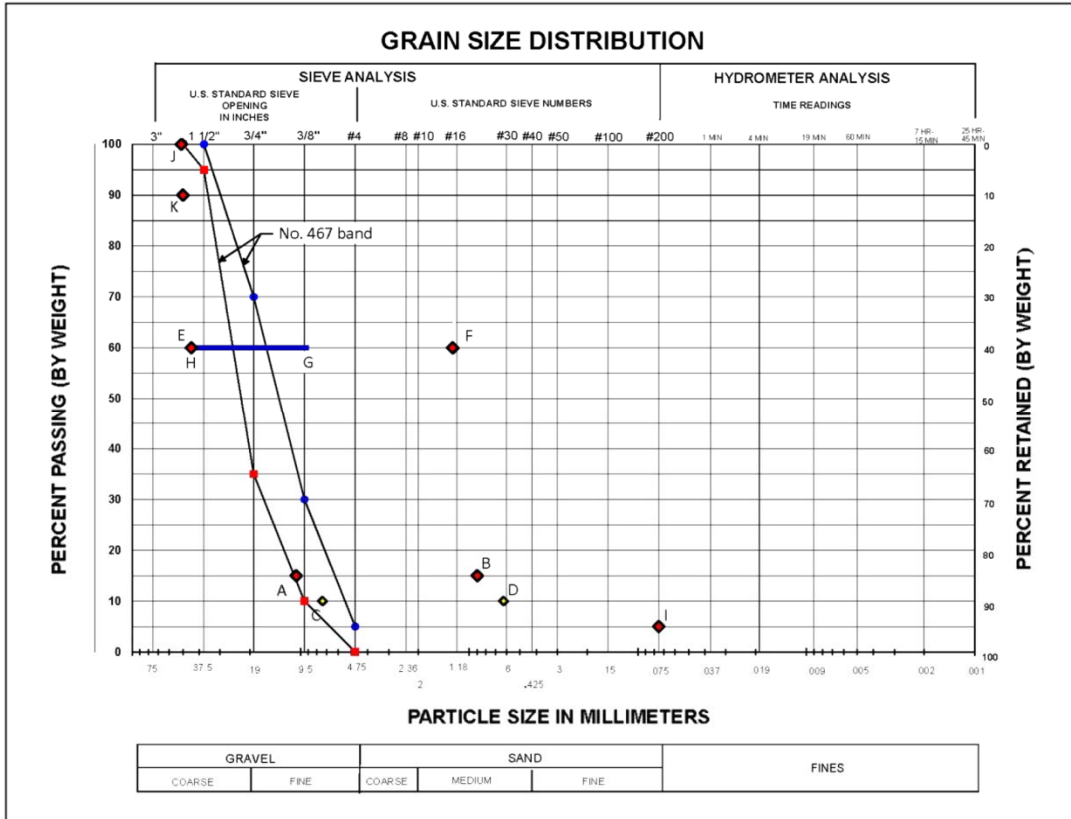 GRAIN SIZE DISTRIBUTION
SIEVE ANALYSIS
HYDROMETER ANALYSIS
U.S. STANDARD SIEVE
OPENING
IN INCHES
U.S. STANDARD SIEVE NUMBERS
TIME READINGS
3" 1 1/2" 3/4" 3/8" #4 #8 #10 #16 #30 #40 #50 #100 #200 1 MIN 4 MIN 19 MIN 60 MIN 7 HR- 15 MIN 25 HR- 45 MIN
100 0
J
90 10
K
No. 467 band
80 20
70 30
E F
60 40
H G
50 50
40 60
30 70
20 80
B
A D
10 90
C I
0 100
75 37.5 19 9 5 4.75 2 36 1 18 6 3 15 075 037 019 009 005 002 001
2 .425
PERCENT PASSING (BY WEIGHT)
PERCENT RETAINED (BY WEIGHT)
PARTICLE SIZE IN MILLIMETERS
GRAVEL SAND FINES
COARSE FINE COARSE MEDIUM FINE